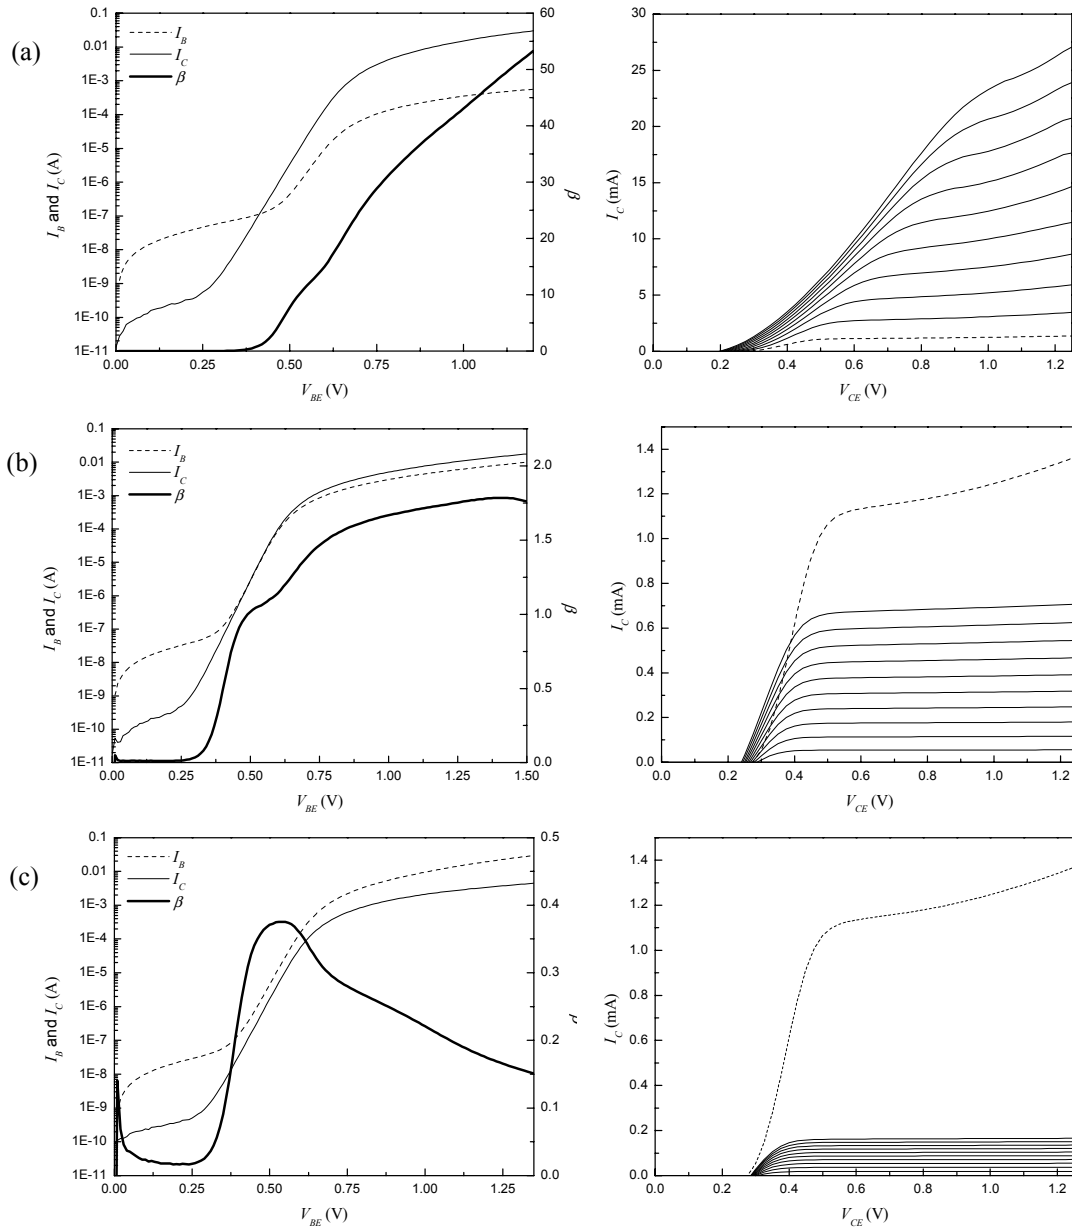 (a)
I_B
I_C
β
0.1
0.01
1E-3
1E-4
1E-5
1E-6
1E-7
1E-8
1E-9
1E-10
1E-11
I_B and I_C (A)
60
50
40
30
20
10
0
β
0.00 0.25 0.50 0.75 1.00
V_BE (V)
30
25
20
15
10
5
0
I_C (mA)
0.0 0.2 0.4 0.6 0.8 1.0 1.2
V_CE (V)
(b)
I_B
I_C
β
0.1
0.01
1E-3
1E-4
1E-5
1E-6
1E-7
1E-8
1E-9
1E-10
1E-11
I_B and I_C (A)
2.0
1.5
1.0
0.5
0.0
β
0.00 0.25 0.50 0.75 1.00 1.25 1.50
V_BE (V)
1.4
1.2
1.0
0.8
0.6
0.4
0.2
0.0
I_C (mA)
0.0 0.2 0.4 0.6 0.8 1.0 1.2
V_CE (V)
(c)
I_B
I_C
β
0.1
0.01
1E-3
1E-4
1E-5
1E-6
1E-7
1E-8
1E-9
1E-10
1E-11
I_B and I_C (A)
0.5
0.4
0.3
0.2
0.1
0.0
0.00 0.25 0.50 0.75 1.00 1.25
V_BE (V)
1.4
1.2
1.0
0.8
0.6
0.4
0.2
0.0
I_C (mA)
0.0 0.2 0.4 0.6 0.8 1.0 1.2
V_CE (V)